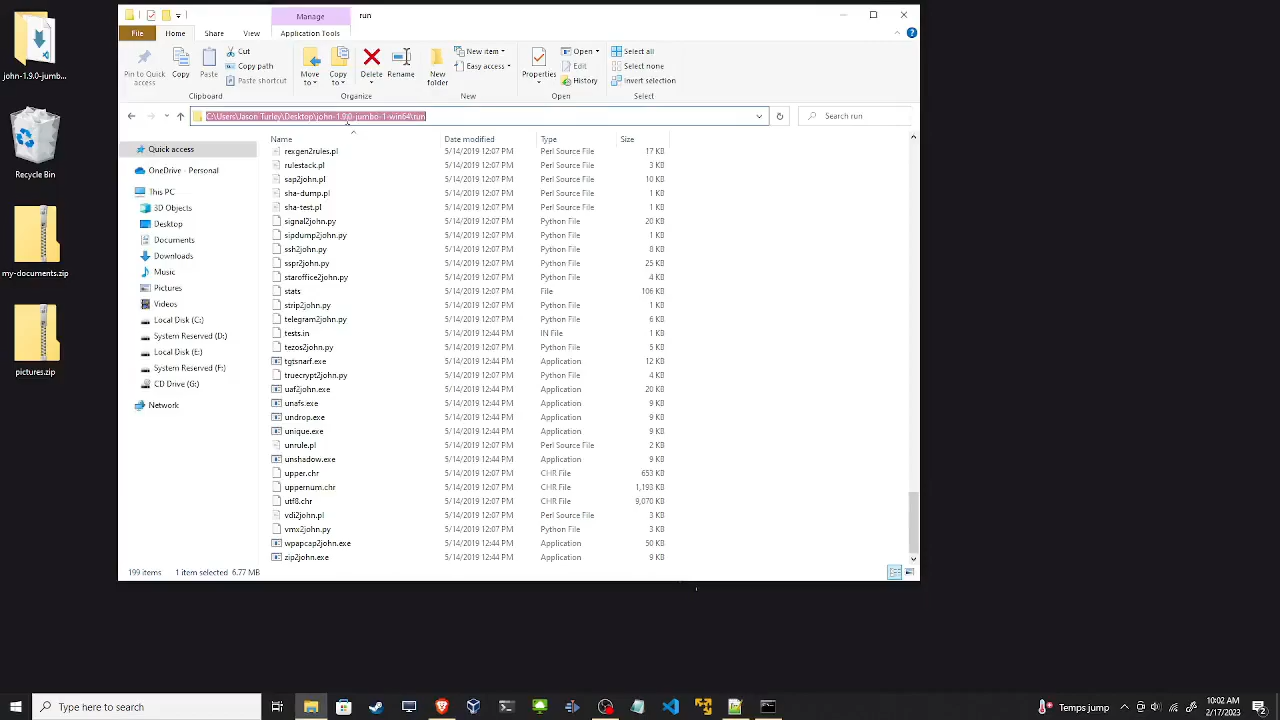 Manage
run
File
Home
Share
View
Application Tools
Pin to Quick access
Copy
Paste
Cut
Copy path
Paste shortcut
Clipboard
Move to
Copy to
Delete
Rename
Organize
New folder
New item
Easy access
New
Properties
Open
Edit
History
Open
Select all
Select none
Invert selection
Select
C:\Users\Jason Turley\Desktop\john-1.9.0-jumbo-1-win64\run
Search run
Name Date modified Type Size
rexgen2rules.pl 5/14/2019 12:07 PM Perl Source File 17 KB
rulestack.pl 5/14/2019 12:07 PM Perl Source File 3 KB
sap2john.pl 5/14/2019 12:07 PM Perl Source File 10 KB
sha-dump.pl 5/14/2019 12:07 PM Perl Source File 1 KB
sha-test.pl 5/14/2019 12:07 PM Perl Source File 1 KB
signal2john.py 5/14/2019 12:07 PM Python File 20 KB
sipdump2john.py 5/14/2019 12:07 PM Python File 1 KB
ssh2john.py 5/14/2019 12:07 PM Python File 8 KB
sspr2john.py 5/14/2019 12:07 PM Python File 25 KB
staroffice2john.py 5/14/2019 12:07 PM Python File 4 KB
stats 5/14/2019 12:07 PM File 106 KB
strip2john.py 5/14/2019 12:07 PM Python File 1 KB
telegram2john.py 5/14/2019 12:07 PM Python File 6 KB
tests.in 5/14/2019 12:44 PM IN File 1 KB
tezos2john.py 5/14/2019 12:07 PM Python File 5 KB
tgtsnarf.exe 5/14/2019 12:44 PM Application 12 KB
truecrypt2john.py 5/14/2019 12:07 PM Python File 4 KB
uaf2john.exe 5/14/2019 12:44 PM Application 20 KB
unafs.exe 5/14/2019 12:44 PM Application 9 KB
undrop.exe 5/14/2019 12:44 PM Application 9 KB
unique.exe 5/14/2019 12:44 PM Application 9 KB
unrule.pl 5/14/2019 12:07 PM Perl Source File 2 KB
unshadow.exe 5/14/2019 12:44 PM Application 9 KB
upper.chr 5/14/2019 12:07 PM CHR File 653 KB
uppernum.chr 5/14/2019 12:07 PM CHR File 1,193 KB
utf8.chr 5/14/2019 12:07 PM CHR File 9,070 KB
vdi2john.pl 5/14/2019 12:07 PM Perl Source File 3 KB
vmx2john.py 5/14/2019 12:07 PM Python File 3 KB
wpapcap2john.exe 5/14/2019 12:44 PM Application 50 KB
zip2john.exe 5/14/2019 12:44 PM Application 9 KB
Quick access
OneDrive - Personal
This PC
3D Objects
Desktop
Documents
Downloads
Music
Pictures
Videos
Local Disk (C:)
System Reserved (D:)
Local Disk (E:)
System Reserved (F:)
CD Drive (G:)
Network
199 items 1 item selected 6.77 MB
john-1.9.0-jumb...
Recycle Bin
my-documents.zip
pictures.zip
Type here to search
Temps jump
10:02 AM
2/17/2023